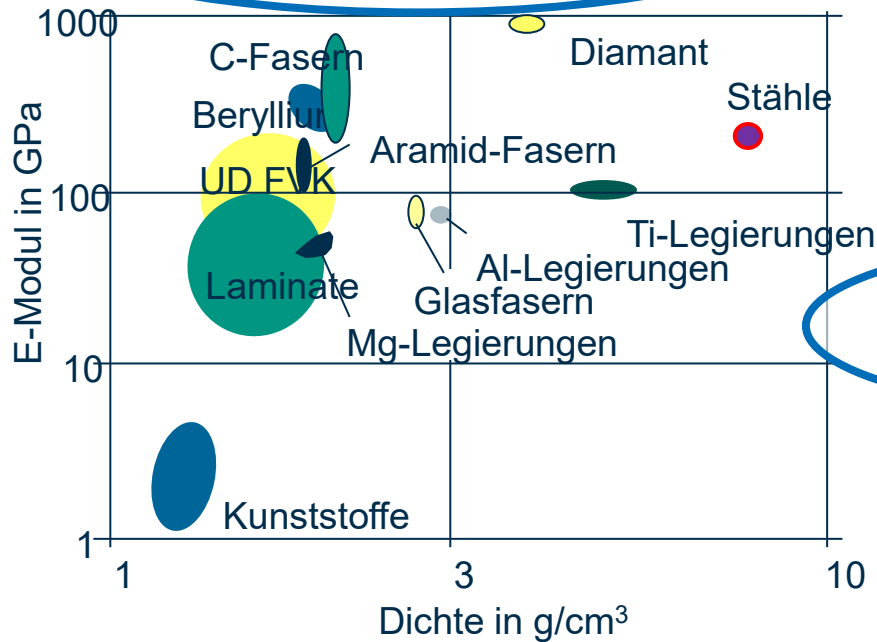 1000
C-Fasern
Diamant
Stähle
Beryllium
Aramid-Fasern
UD FVK
100
Ti-Legierungen
Al-Legierungen
Laminate
Glasfasern
Mg-Legierungen
10
Kunststoffe
1
1
3
10
E-Modul in GPa
Dichte in g/cm³